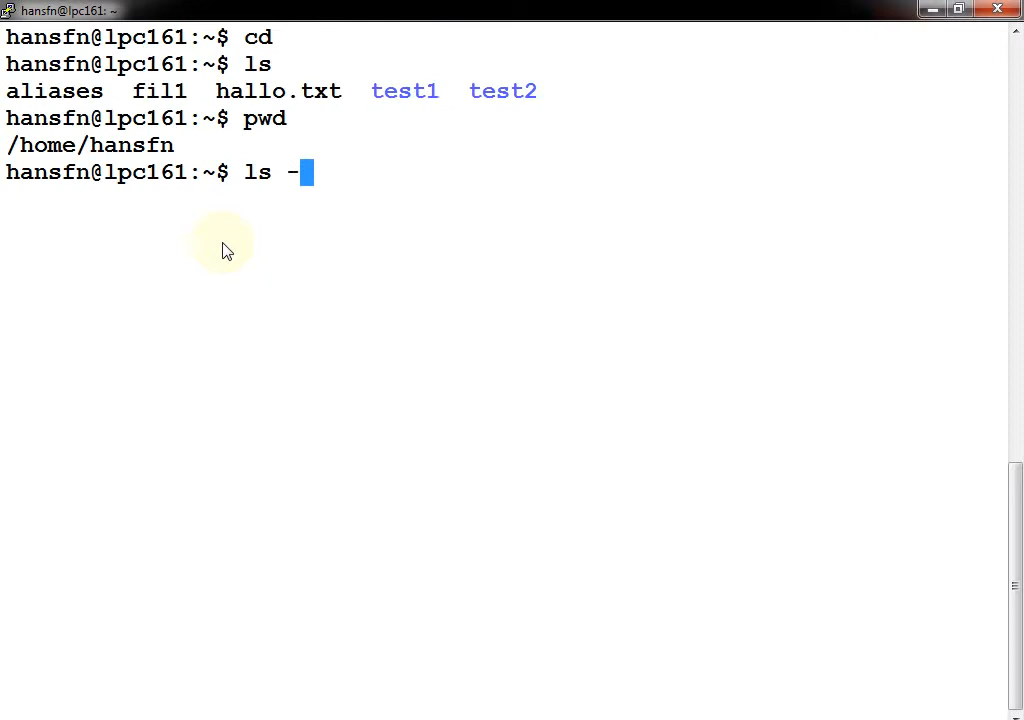 hansfn@lpc161: ~
hansfn@lpc161:~$ cd
hansfn@lpc161:~$ ls
aliases  fil1  hallo.txt  test1  test2
hansfn@lpc161:~$ pwd
/home/hansfn
hansfn@lpc161:~$ ls -